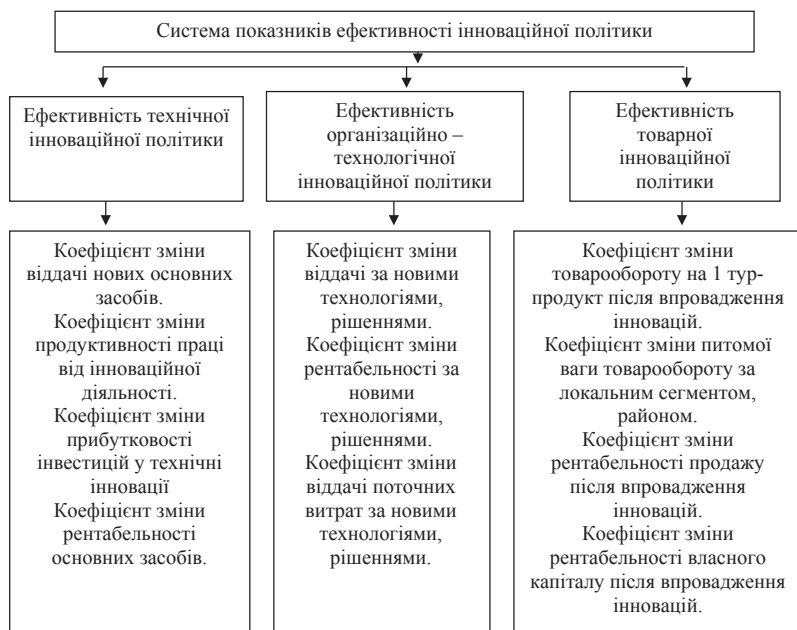 Система показників ефективності інноваційної політики
Ефективність технічної
інноваційної політики
Ефективність
організаційно –
технологічної
інноваційної політики
Ефективність
товарної
інноваційної
політики
Коефіцієнт зміни
віддачі нових основних
засобів.
Коефіцієнт зміни
продуктивності праці
від інноваційної
діяльності.
Коефіцієнт зміни
прибутковості
інвестицій у технічні
інновації
Коефіцієнт зміни
рентабельності
основних засобів.
Коефіцієнт зміни
віддачі за новими
технологіями,
рішеннями.
Коефіцієнт зміни
рентабельності за
новими
технологіями,
рішеннями.
Коефіцієнт зміни
віддачі поточних
витрат за новими
технологіями,
рішеннями.
Коефіцієнт зміни
товарообороту на 1 тур-
продукт після впровадження
інновацій.
Коефіцієнт зміни питомої
ваги товарообороту за
локальним сегментом,
районом.
Коефіцієнт зміни
рентабельності продажу
після впровадження
інновацій.
Коефіцієнт зміни
рентабельності власного
капіталу після впровадження
інновацій.